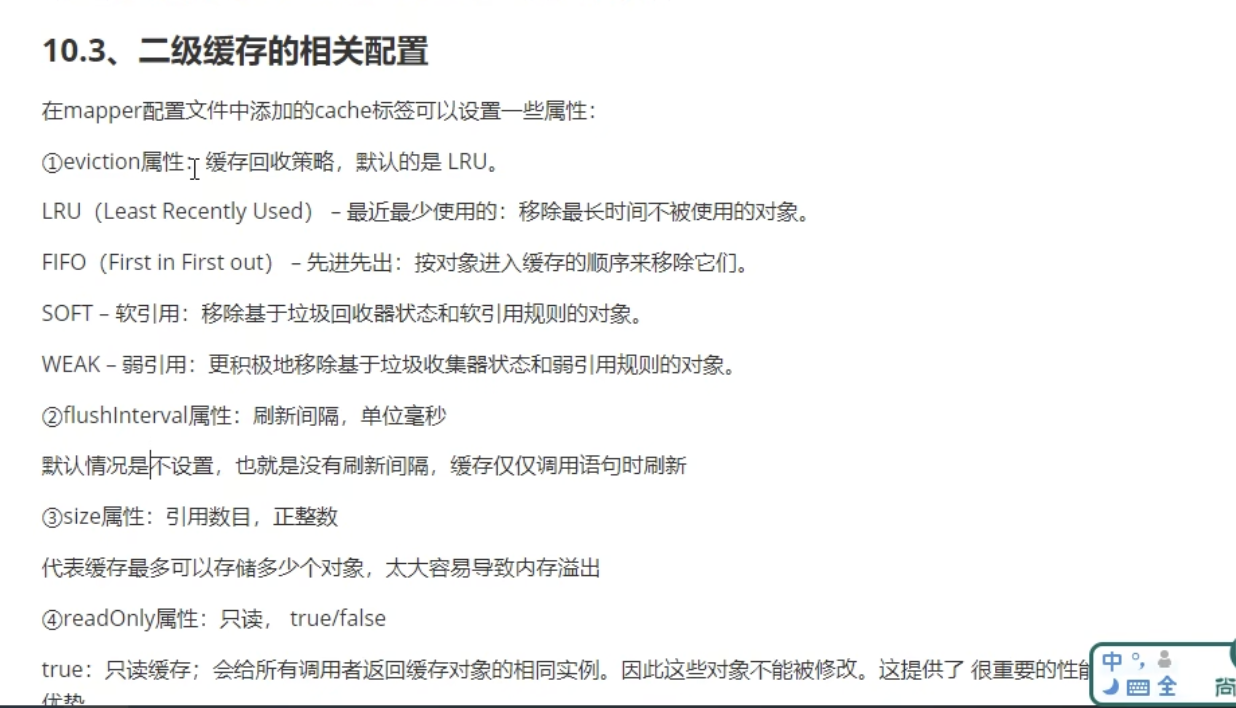 10.3、二级缓存的相关配置
在mapper配置文件中添加的cache标签可以设置一些属性：
①eviction属性：缓存回收策略，默认的是 LRU。
LRU（Least Recently Used） – 最近最少使用的：移除最长时间不被使用的对象。
FIFO（First in First out） – 先进先出：按对象进入缓存的顺序来移除它们。
SOFT – 软引用：移除基于垃圾回收器状态和软引用规则的对象。
WEAK – 弱引用：更积极地移除基于垃圾收集器状态和弱引用规则的对象。
②flushInterval属性：刷新间隔，单位毫秒
默认情况是不设置，也就是没有刷新间隔，缓存仅仅调用语句时刷新
③size属性：引用数目，正整数
代表缓存最多可以存储多少个对象，太大容易导致内存溢出
④readOnly属性：只读， true/false
true：只读缓存；会给所有调用者返回缓存对象的相同实例。因此这些对象不能被修改。这提供了 很重要的性能
优势
中 °,
全 尚